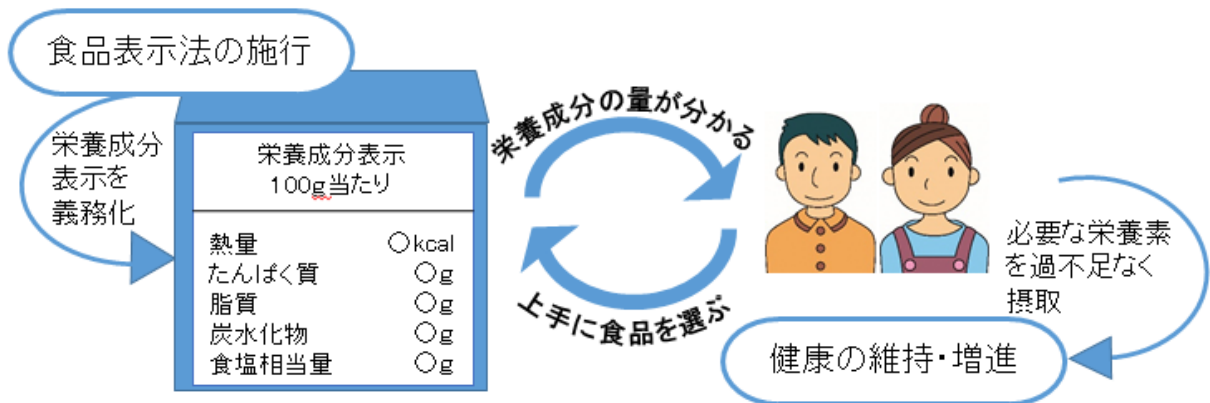 食品表示法の施行
栄養成分
表示を
義務化
栄養成分表示
100g当たり
熱量 ○kcal
たんぱく質 ○g
脂質 ○g
炭水化物 ○g
食塩相当量 ○g
栄養成分の量が分かる
上手に食品を選ぶ
必要な栄養素
を過不足なく
摂取
健康の維持・増進